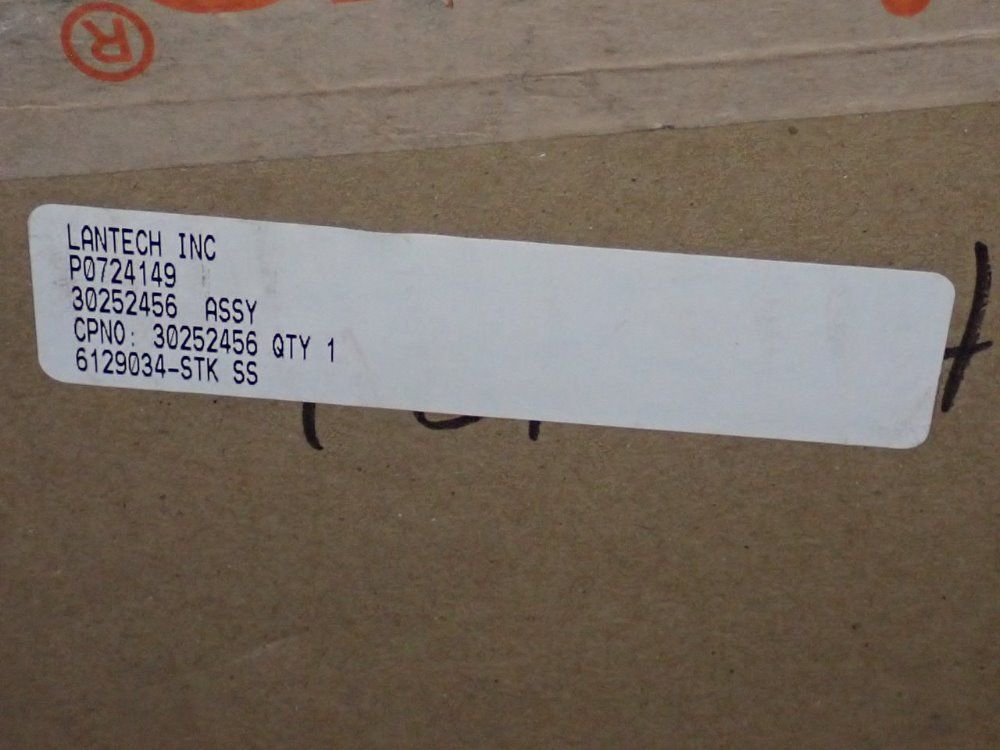 ®
LANTECH INC
P0724149
30252456 ASSY
CPNO: 30252456 QTY 1
6129034-STK SS